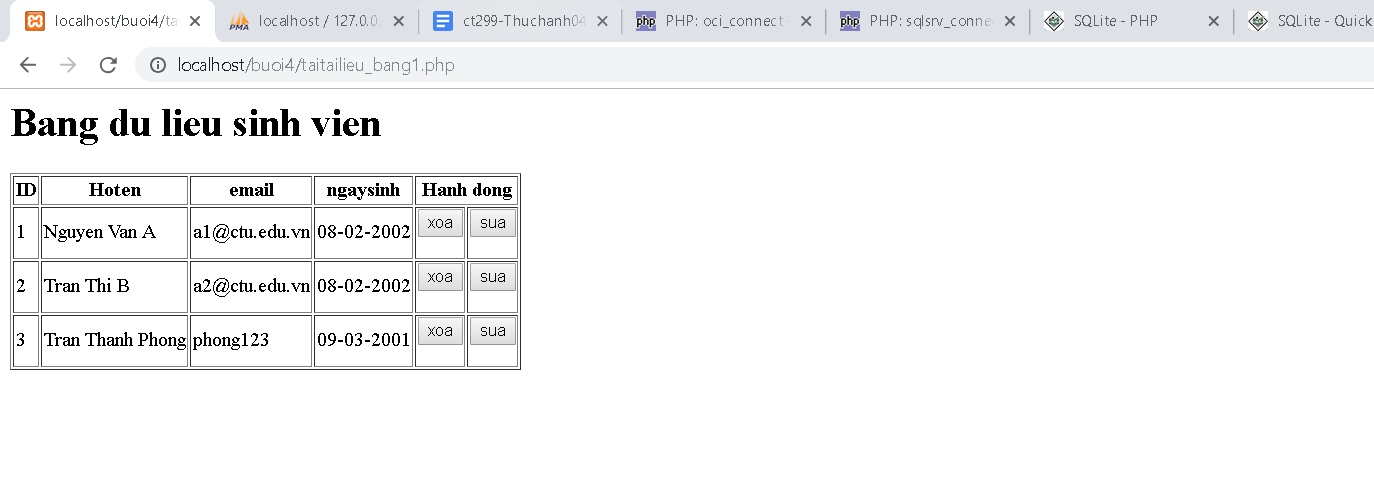 localhost/buoi4/tai
localhost / 127.0.0.
ct299-Thuchanh04
PHP: oci_connect -
PHP: sqlsrv_conne
SQLite - PHP
SQLite - Quick
localhost/buoi4/taitailieu_bang1.php
Bang du lieu sinh vien
ID Hoten email ngaysinh Hanh dong
1 Nguyen Van A a1@ctu.edu.vn 08-02-2002 xoa sua
2 Tran Thi B a2@ctu.edu.vn 08-02-2002 xoa sua
3 Tran Thanh Phong phong123 09-03-2001 xoa sua